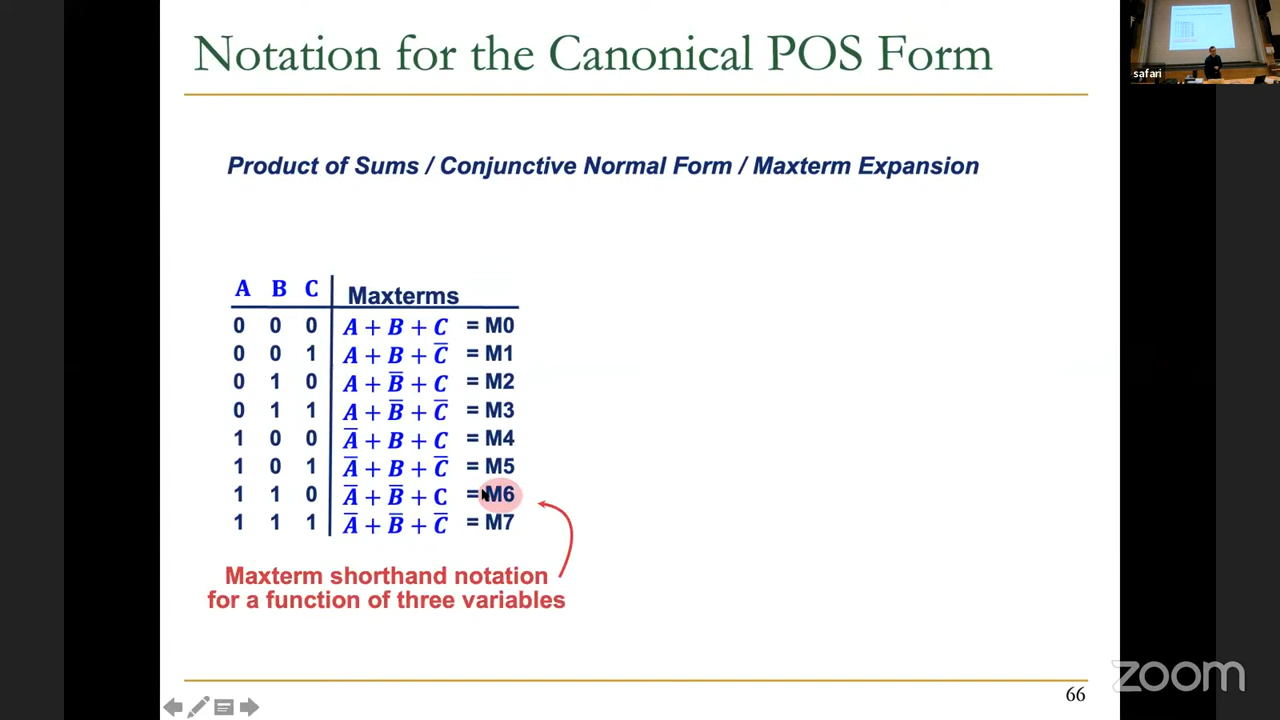 Notation for the Canonical POS Form
safari
Product of Sums / Conjunctive Normal Form / Maxterm Expansion
A B C Maxterms
0 0 0 A + B + C = M0
0 0 1 A + B + C̅ = M1
0 1 0 A + B̅ + C = M2
0 1 1 A + B̅ + C̅ = M3
1 0 0 A̅ + B + C = M4
1 0 1 A̅ + B + C̅ = M5
1 1 0 A̅ + B̅ + C = M6
1 1 1 A̅ + B̅ + C̅ = M7
Maxterm shorthand notation
for a function of three variables
66
zoom